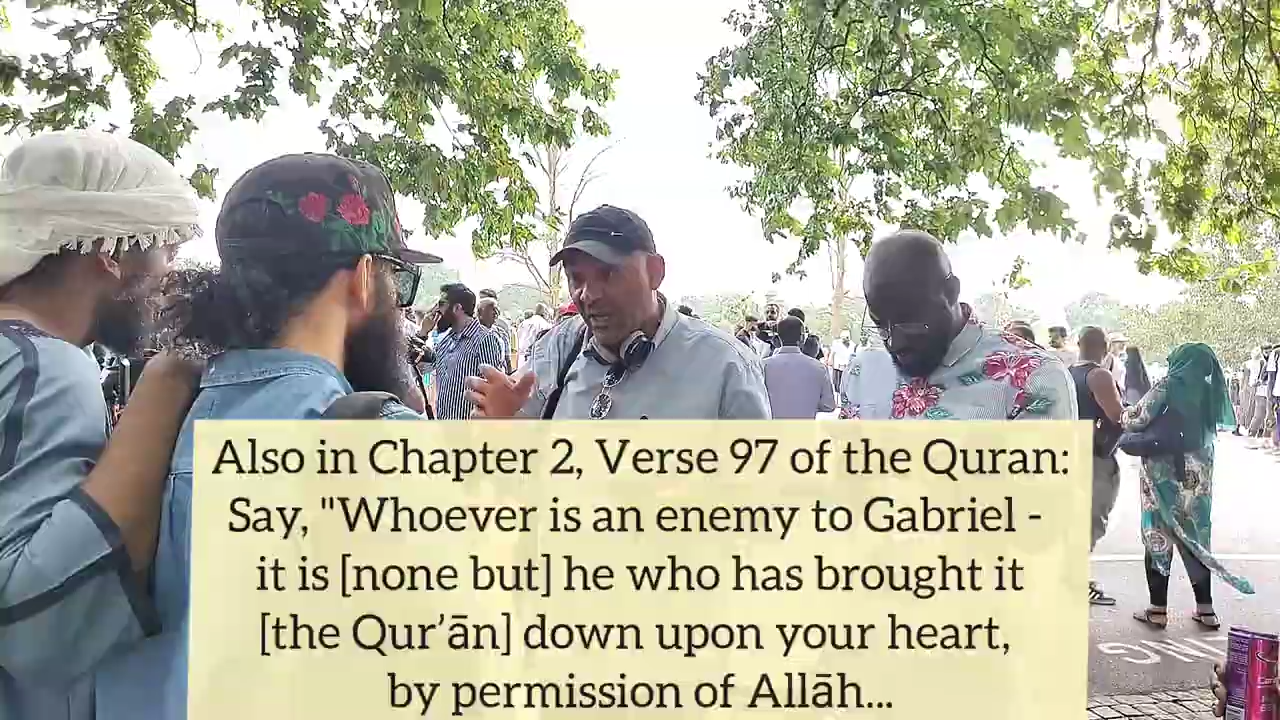 Also in Chapter 2, Verse 97 of the Quran:
Say, "Whoever is an enemy to Gabriel -
it is [none but] he who has brought it
[the Qur’ān] down upon your heart,
by permission of Allāh...